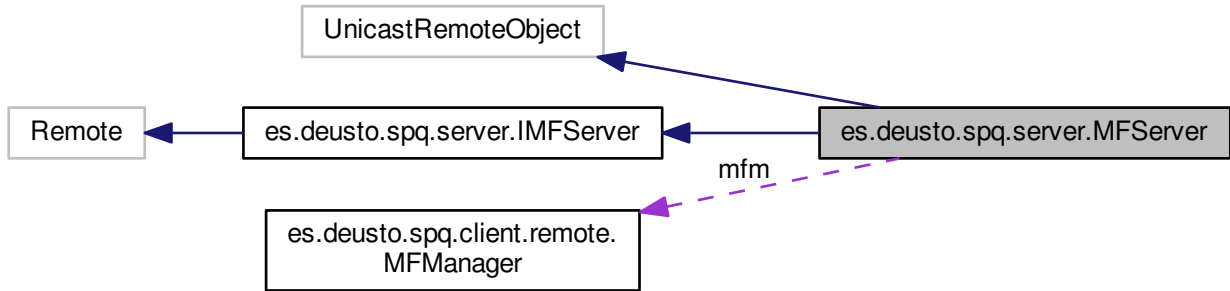 UnicastRemoteObject
Remote
es.deusto.spq.server.IMFServer
es.deusto.spq.server.MFServer
mfm
es.deusto.spq.client.remote.
MFManager